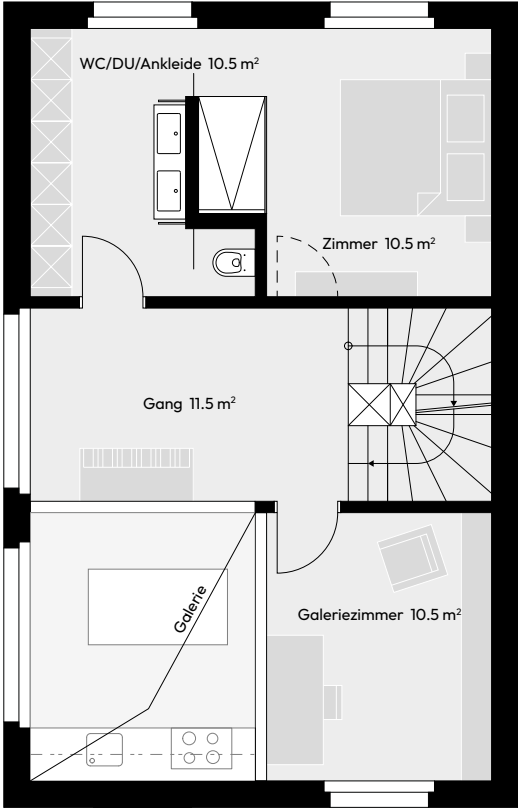 WC/DU/Ankleide 10.5 m²
Zimmer 10.5 m²
Gang 11.5 m²
Galerie
Galeriezimmer 10.5 m²